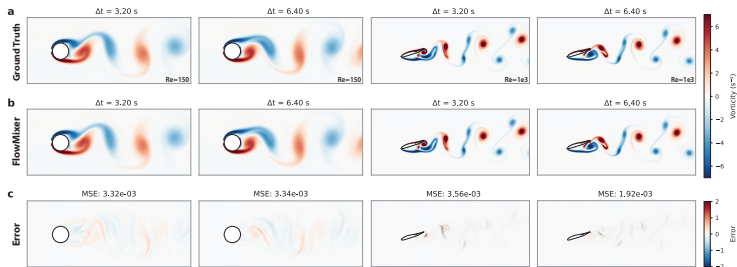 a
Δt = 3.20 s
Δt = 6.40 s
Δt = 3.20 s
Δt = 6.40 s
Ground Truth
Re=150
Re=150
Re=1e3
Re=1e3
b
Δt = 3.20 s
Δt = 6.40 s
Δt = 3.20 s
Δt = 6.40 s
FlowMixer
6
4
2
0
−2
−4
−6
Vorticity (s⁻¹)
c
MSE: 3.32e-03
MSE: 3.34e-03
MSE: 3.56e-03
MSE: 1.92e-03
Error
2
1
0
−1
−2
Error